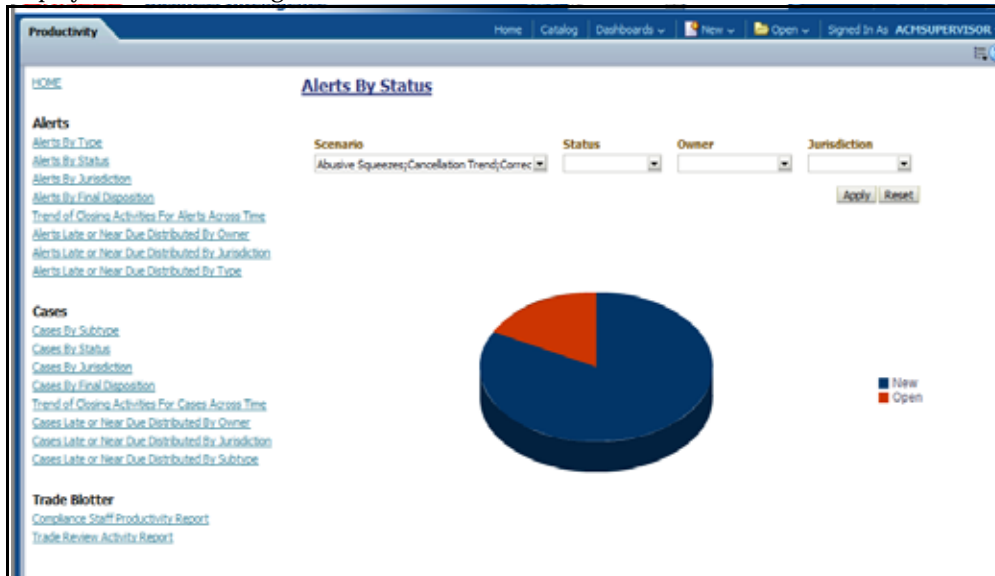 Productivity
Home Catalog Dashboards New Open Signed In As ACMSUPERVISOR
HOME
Alerts By Status
Alerts
Alerts By Type
Alerts By Status
Alerts By Jurisdiction
Alerts By Final Disposition
Trend of Closing Activities For Alerts Across Time
Alerts Late or Near Due Distributed By Owner
Alerts Late or Near Due Distributed By Jurisdiction
Alerts Late or Near Due Distributed By Type
Scenario Status Owner Jurisdiction
Abusive Squeezes;Cancellation Trend;Correc
Apply Reset
Cases
Cases By Subtype
Cases By Status
Cases By Jurisdiction
Cases By Final Disposition
Trend of Closing Activities For Cases Across Time
Cases Late or Near Due Distributed By Owner
Cases Late or Near Due Distributed By Jurisdiction
Cases Late or Near Due Distributed By Subtype
New
Open
Trade Blotter
Compliance Staff Productivity Report
Trade Review Activity Report